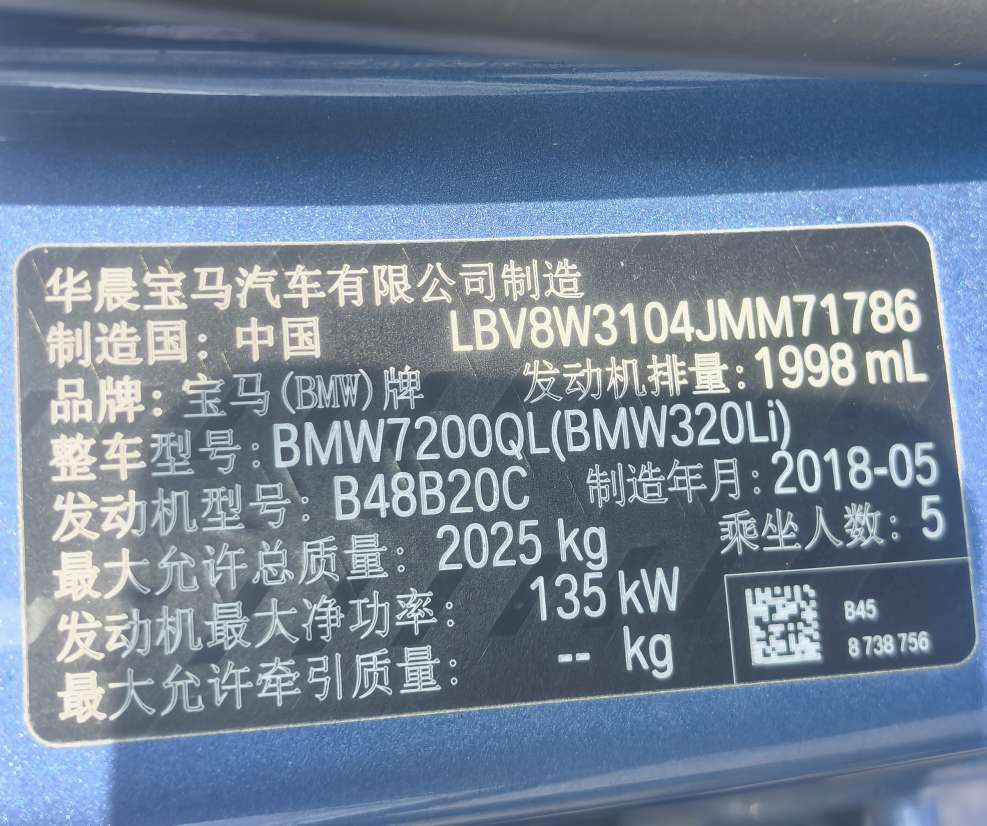 华晨宝马汽车有限公司制造
制造国：中国 LBV8W3104JMM71786
品牌：宝马(BMW)牌 发动机排量：1998 mL
整车型号：BMW7200QL(BMW320Li)
发动机型号：B48B20C 制造年月：2018-05
最大允许总质量：2025 kg 乘坐人数：5
发动机最大净功率：135 kW
最大允许牵引质量：-- kg
B45
8 738 756